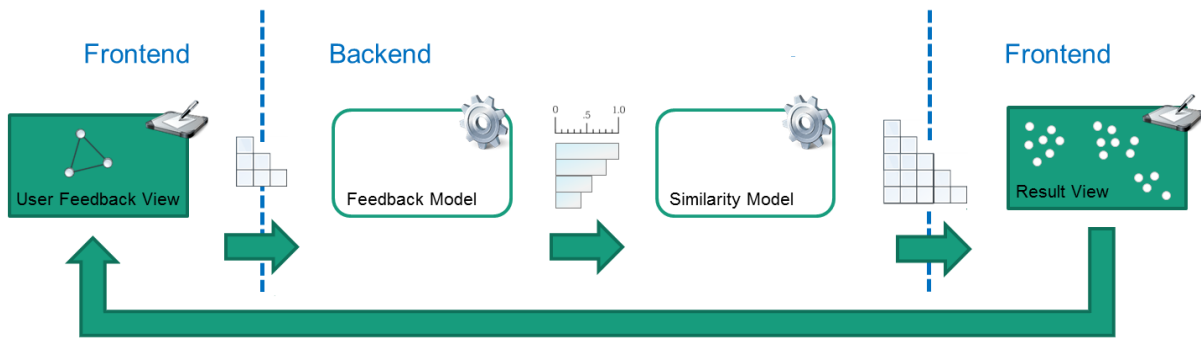 Frontend
Backend
Frontend
0
.5
1.0
User Feedback View
Feedback Model
Similarity Model
Result View